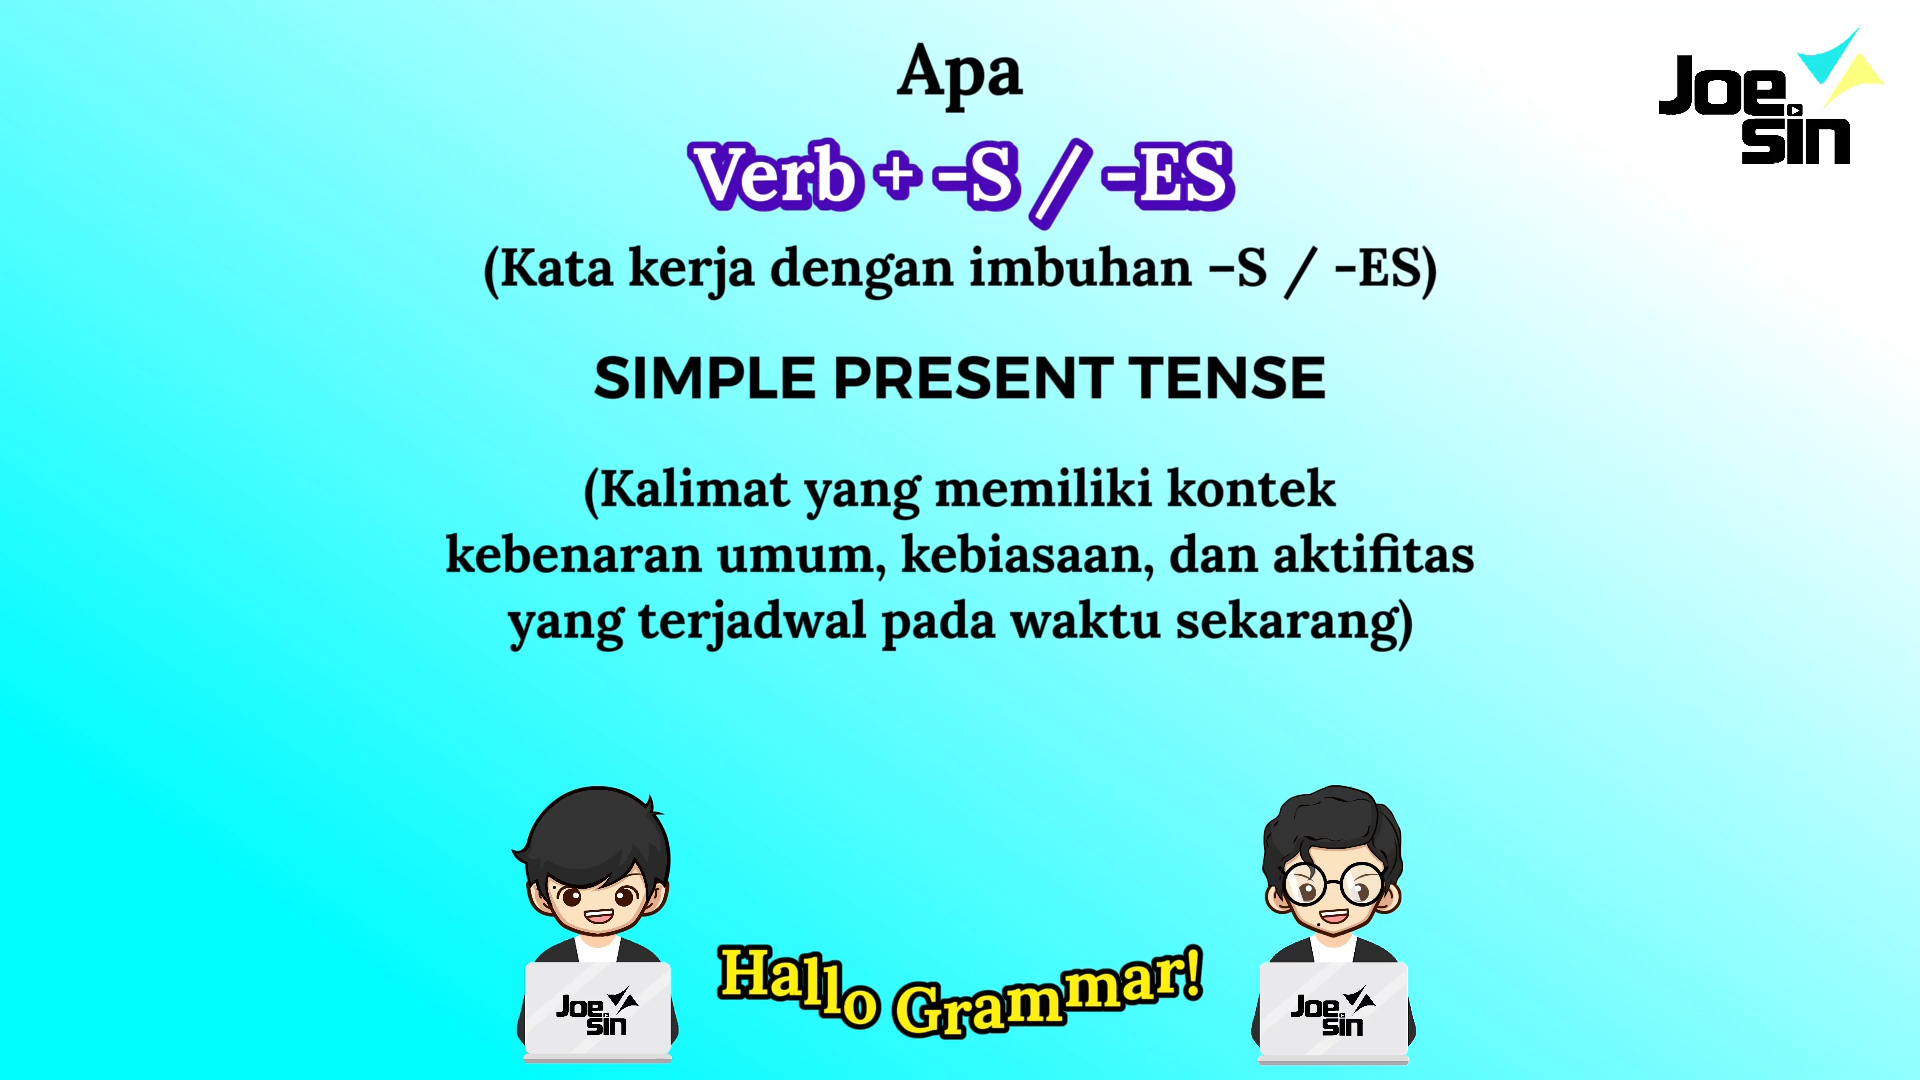 Apa
Joe
sin
Verb + -S / -ES
(Kata kerja dengan imbuhan –S / -ES)
SIMPLE PRESENT TENSE
(Kalimat yang memiliki kontek
kebenaran umum, kebiasaan, dan aktifitas
yang terjadwal pada waktu sekarang)
Hallo Grammar!
Joe
sin
Joe
sin